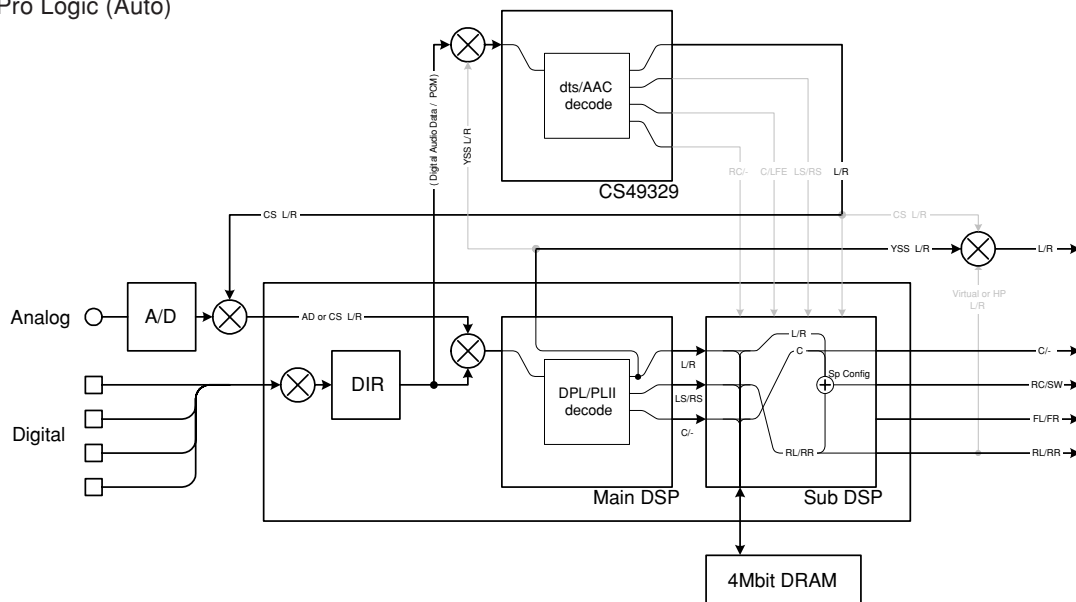 Pro Logic (Auto)
(Digital Audio Data / PCM)
YSS L/R
dts/AAC
decode
RC/-
C/LFE
LS/RS
L/R
CS49329
CS L/R
CS L/R
YSS L/R
L/R
Virtual or HP
L/R
Analog
A/D
AD or CS L/R
L/R
C
C/-
L/R
DIR
DPL/PLII
decode
Sp Config
RC/SW
LS/RS
Digital
FL/FR
C/-
RL/RR
RL/RR
Main DSP
Sub DSP
4Mbit DRAM